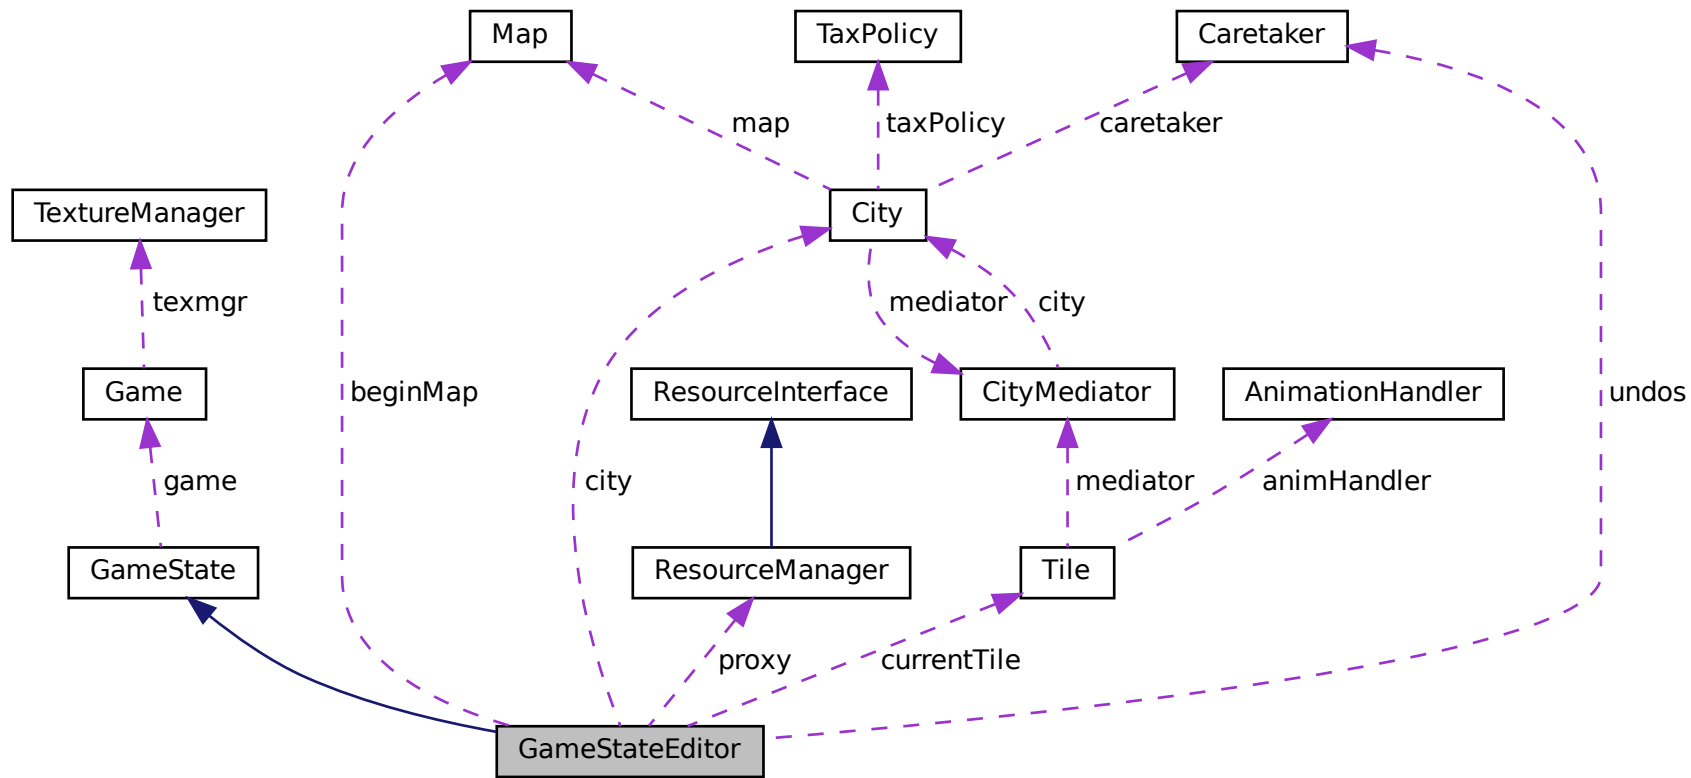 Map
TaxPolicy
Caretaker
map
taxPolicy
caretaker
TextureManager
City
texmgr
mediator
city
Game
beginMap
ResourceInterface
CityMediator
AnimationHandler
undos
game
city
mediator
animHandler
GameState
ResourceManager
Tile
proxy
currentTile
GameStateEditor